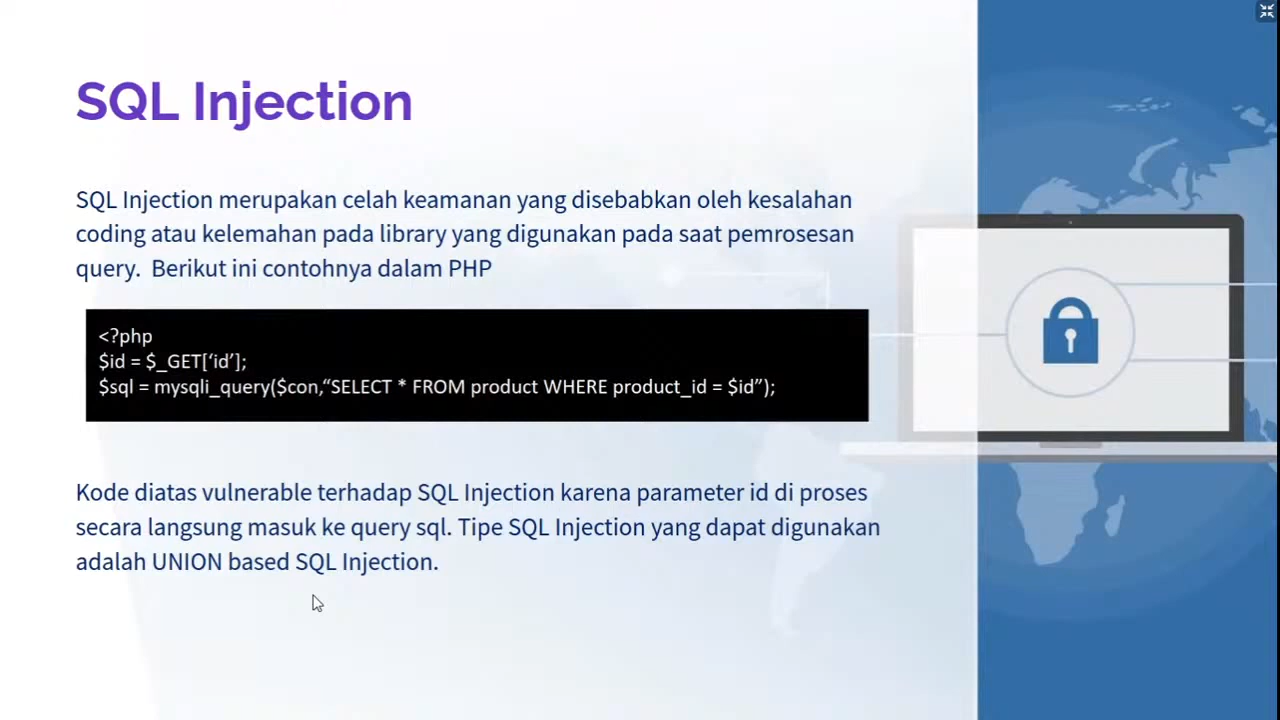 SQL Injection
SQL Injection merupakan celah keamanan yang disebabkan oleh kesalahan
coding atau kelemahan pada library yang digunakan pada saat pemrosesan
query.  Berikut ini contohnya dalam PHP
<?php
$id = $_GET[‘id’];
$sql = mysqli_query($con,“SELECT * FROM product WHERE product_id = $id”);
Kode diatas vulnerable terhadap SQL Injection karena parameter id di proses
secara langsung masuk ke query sql. Tipe SQL Injection yang dapat digunakan
adalah UNION based SQL Injection.